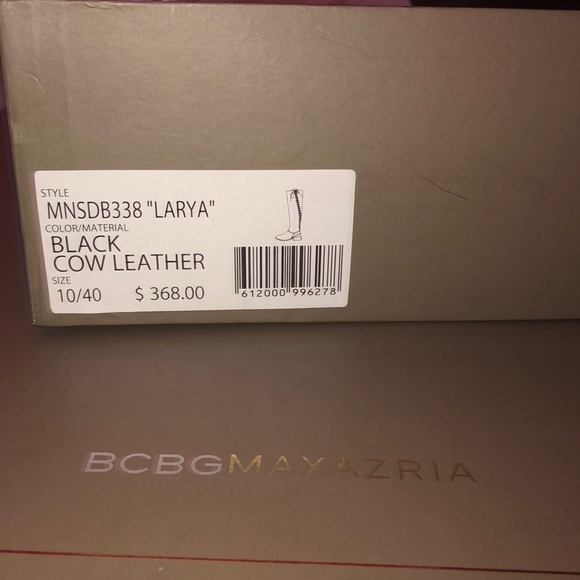 STYLE
MNSDB338 "LARYA"
COLOR/MATERIAL
BLACK
COW LEATHER
SIZE
10/40 $ 368.00
612000 996278
BCBGMAXAZRIA